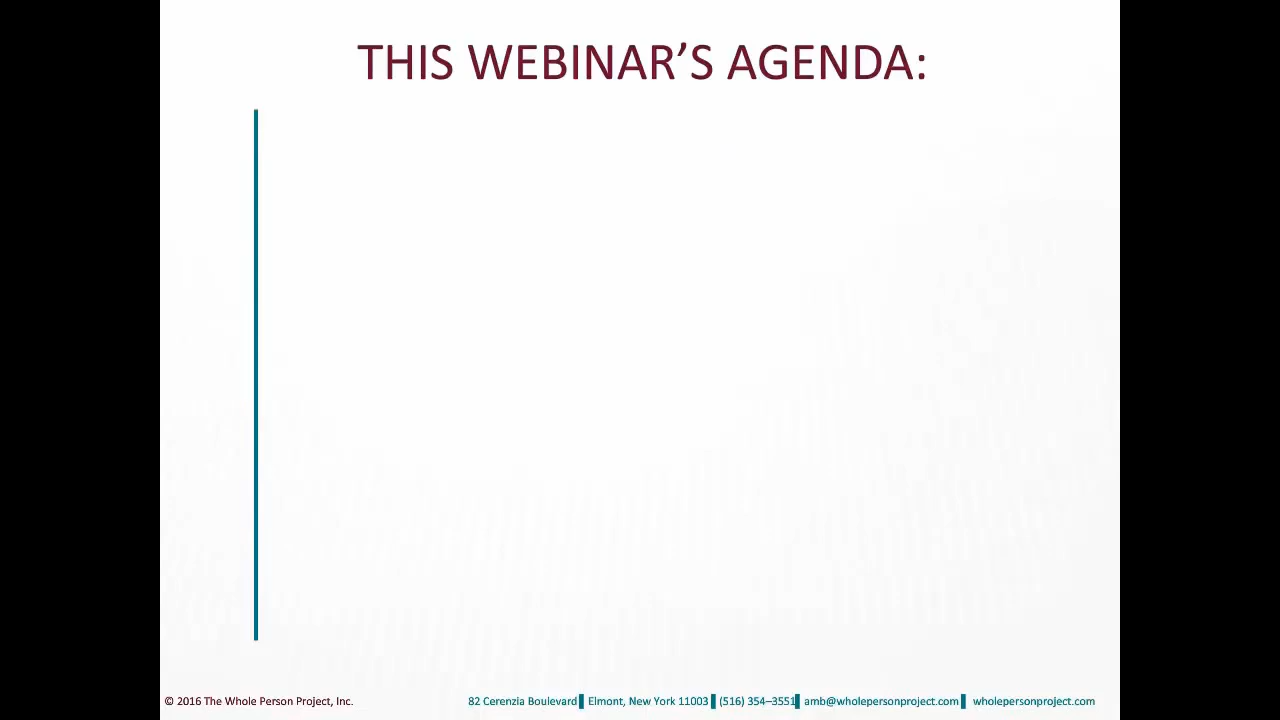 THIS WEBINAR’S AGENDA:
© 2016 The Whole Person Project, Inc.
82 Cerenzia Boulevard▐ Elmont, New York 11003▐ (516) 354–3551▐ amb@wholepersonproject.com▐ wholepersonproject.com